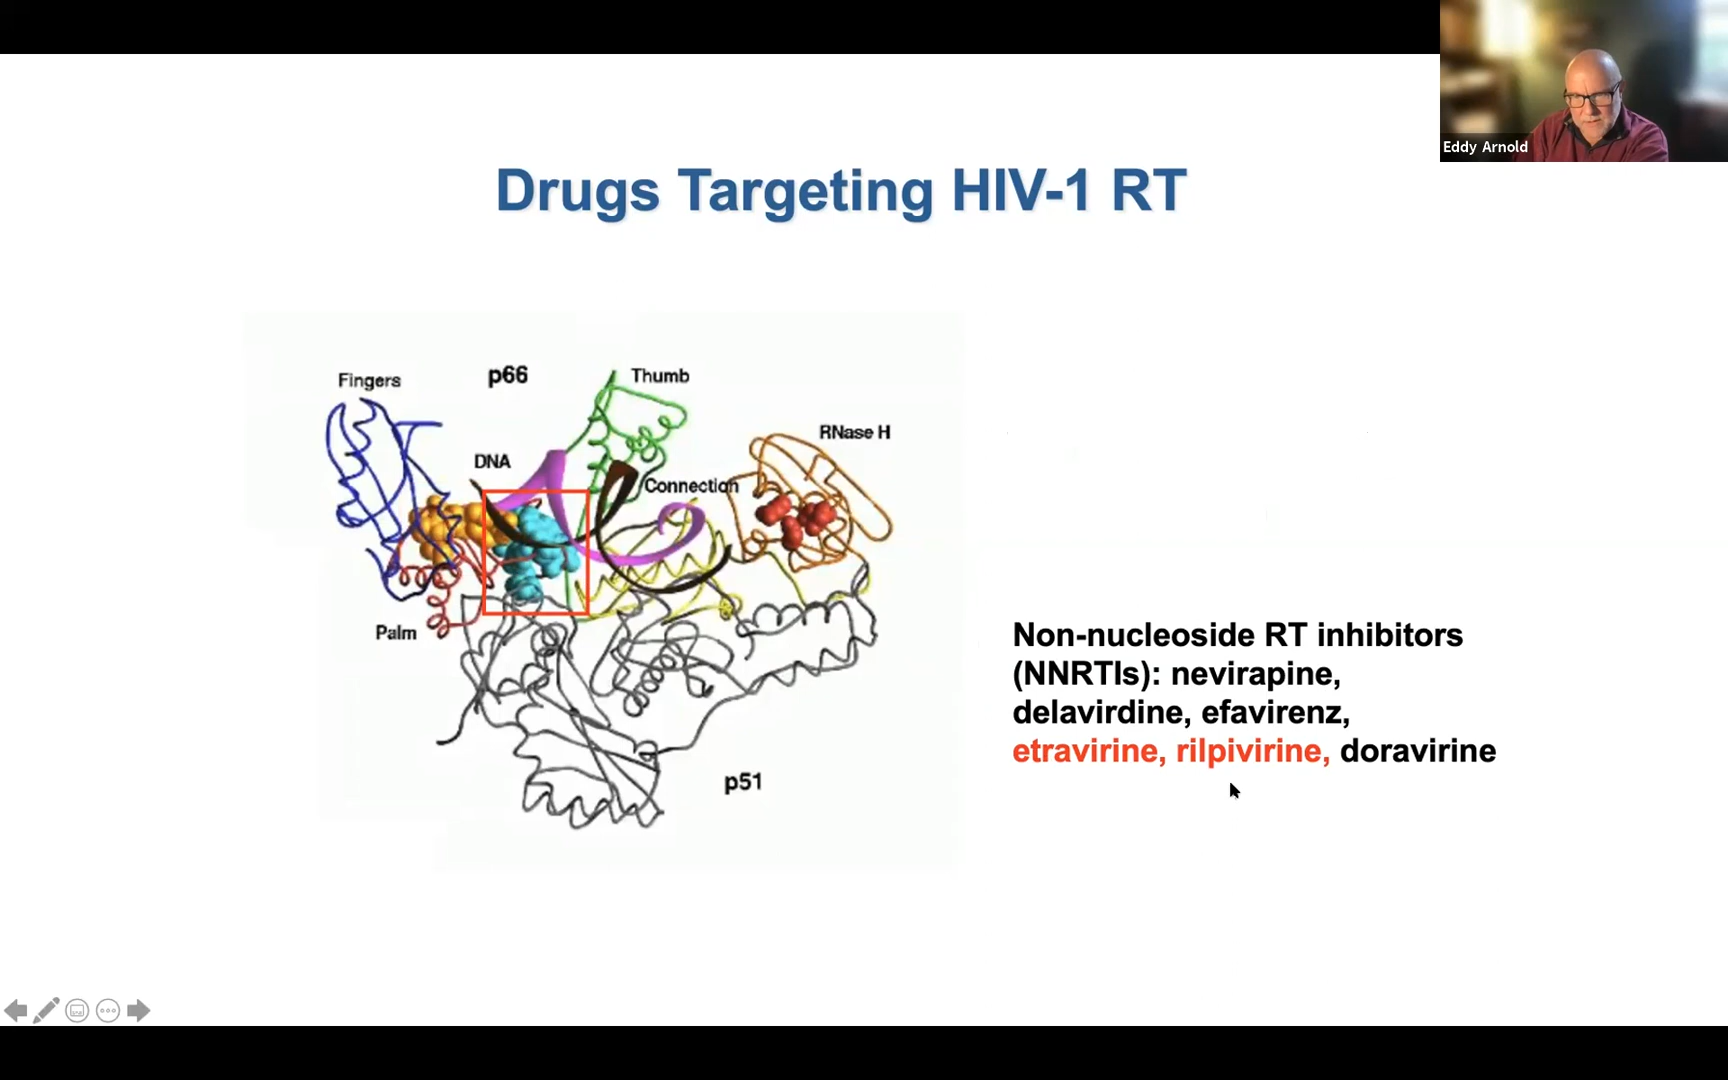 Eddy Arnold
Drugs Targeting HIV-1 RT
Fingers
p66
Thumb
RNase H
DNA
Connection
Palm
p51
Non-nucleoside RT inhibitors
(NNRTIs): nevirapine,
delavirdine, efavirenz,
etravirine, rilpivirine, doravirine